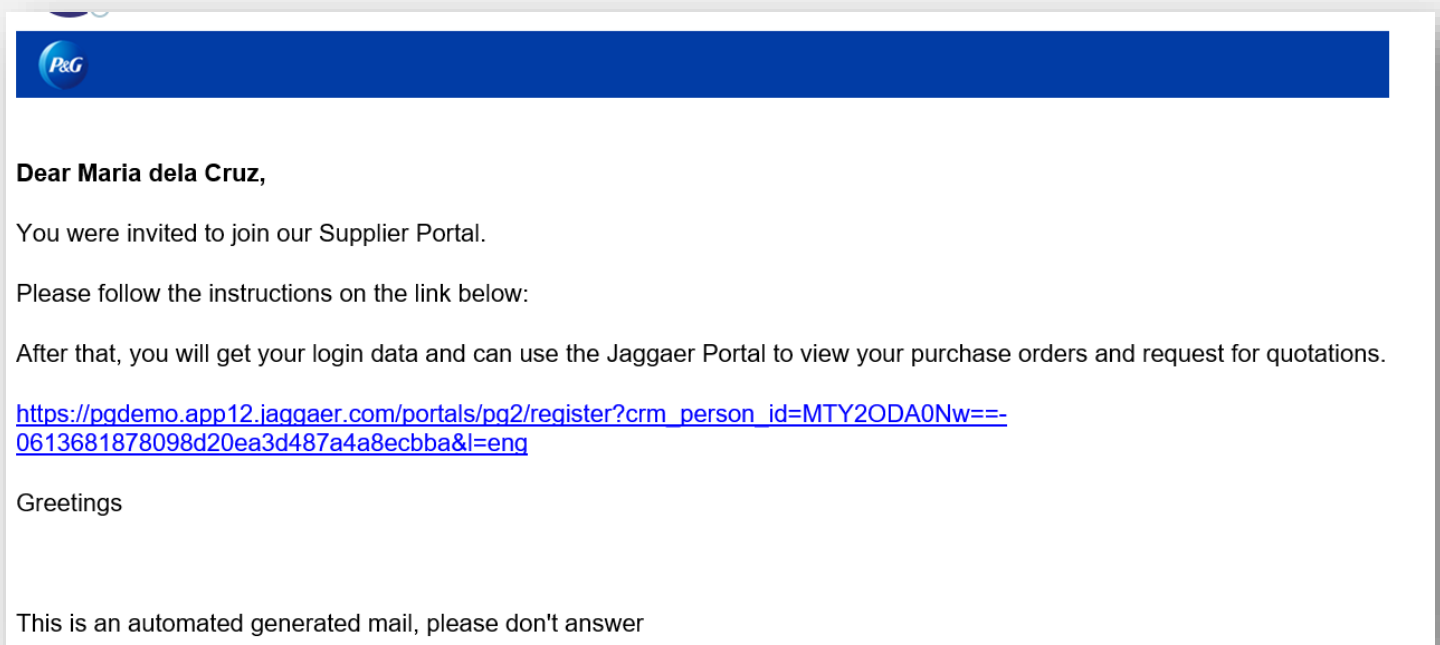 P&G
Dear Maria dela Cruz,
You were invited to join our Supplier Portal.
Please follow the instructions on the link below:
After that, you will get your login data and can use the Jaggaer Portal to view your purchase orders and request for quotations.
https://pgdemo.app12.jaggaer.com/portals/pg2/register?crm_person_id=MTY2ODA0Nw==-
0613681878098d20ea3d487a4a8ecbba&l=eng
Greetings
This is an automated generated mail, please don't answer